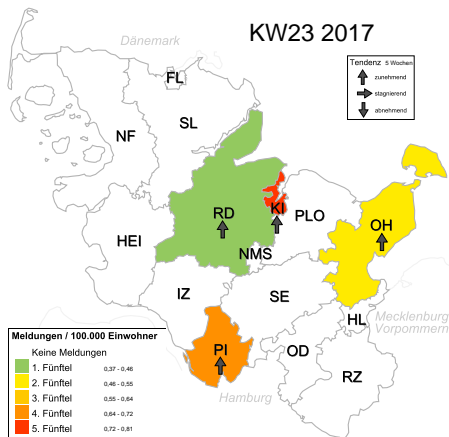 KW23 2017
Dänemark
Tendenz 5 Wochen
zunehmend
stagnierend
abnehmend
FL
SL
NF
RD
KI
PLO
OH
HEI
NMS
IZ
SE
HL
Mecklenburg
Vorpommern
PI
OD
RZ
Hamburg
Meldungen / 100.000 Einwohner
Keine Meldungen
1. Fünftel 0,37 - 0,46
2. Fünftel 0,46 - 0,55
3. Fünftel 0,55 - 0,64
4. Fünftel 0,64 - 0,72
5. Fünftel 0,72 - 0,81